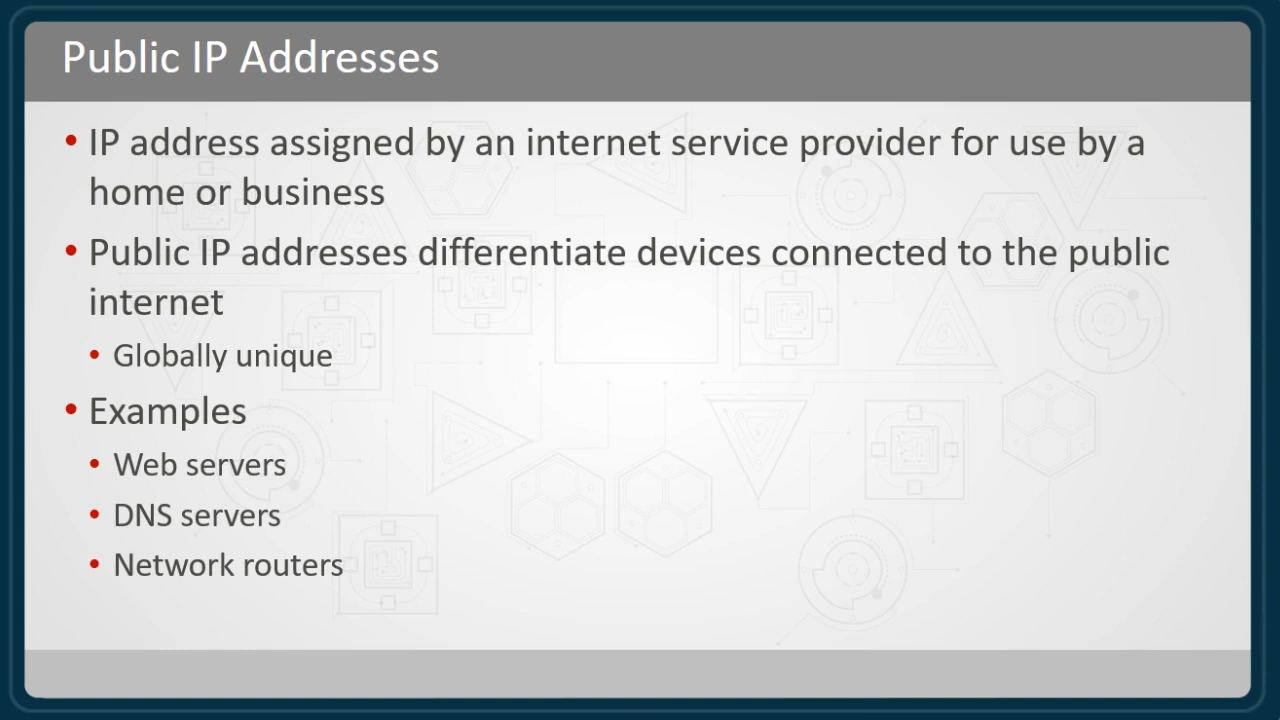 Public IP Addresses
• IP address assigned by an internet service provider for use by a
home or business
• Public IP addresses differentiate devices connected to the public
internet
• Globally unique
• Examples
• Web servers
• DNS servers
• Network routers